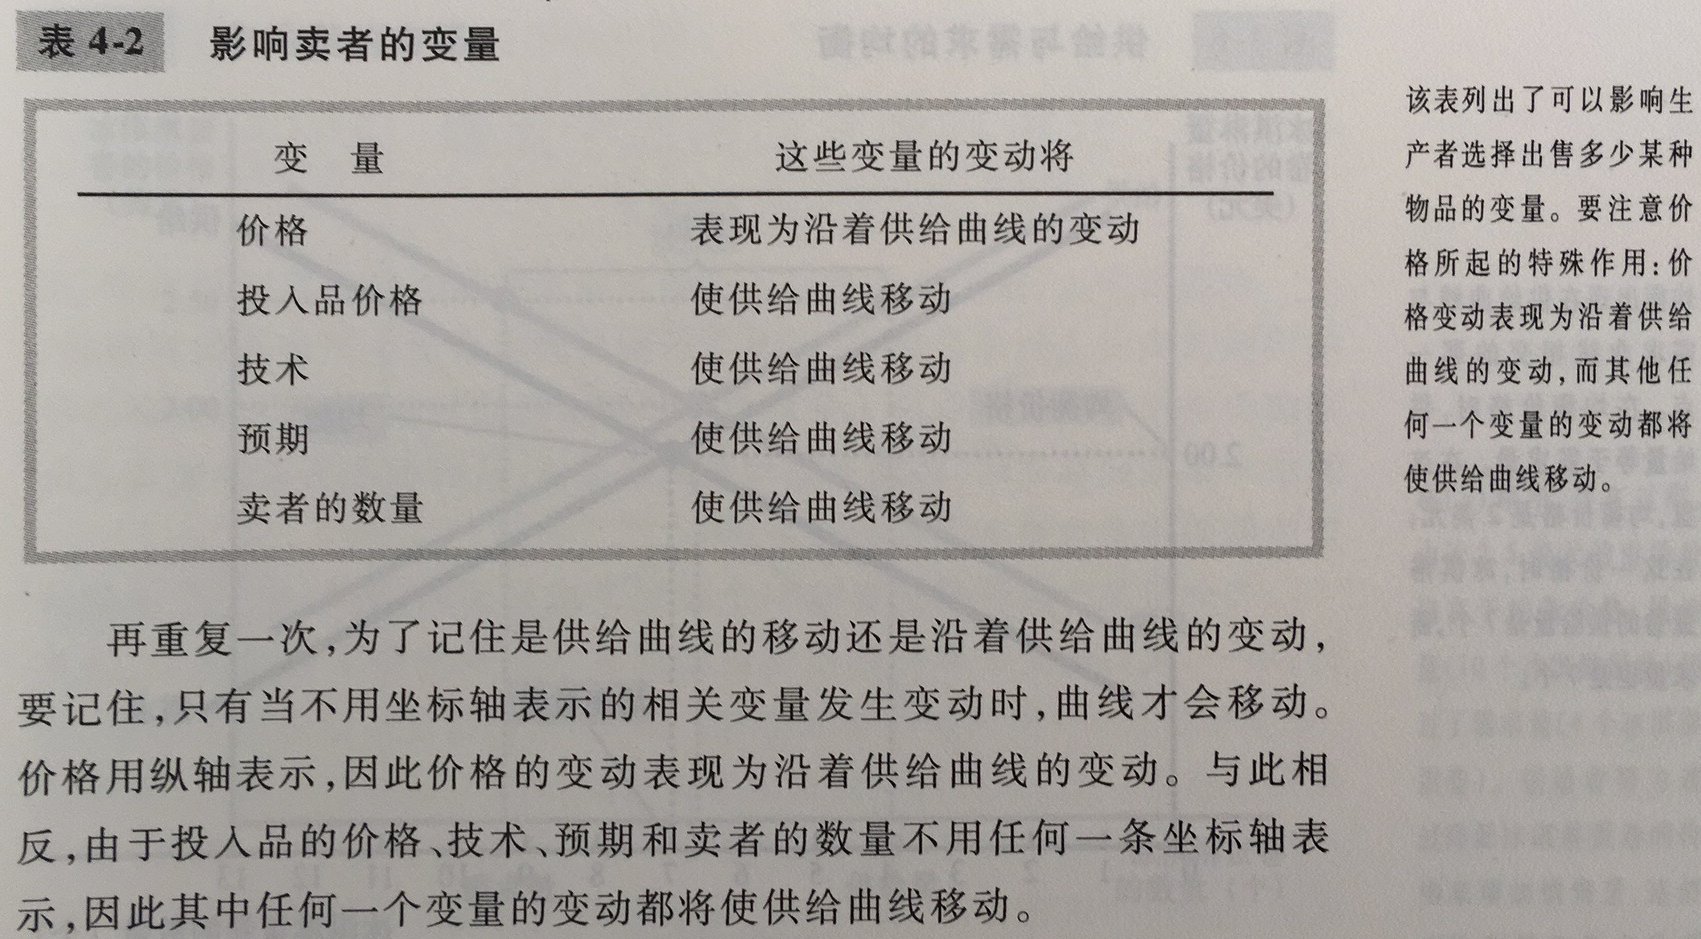 表 4-2 影响卖者的变量
变 量 这些变量的变动将
价格 表现为沿着供给曲线的变动
投入品价格 使供给曲线移动
技术 使供给曲线移动
预期 使供给曲线移动
卖者的数量 使供给曲线移动
该表列出了可以影响生
产者选择出售多少某种
物品的变量。要注意价
格所起的特殊作用:价
格变动表现为沿着供给
曲线的变动,而其他任
何一个变量的变动都将
使供给曲线移动。
再重复一次,为了记住是供给曲线的移动还是沿着供给曲线的变动,
要记住,只有当不用坐标轴表示的相关变量发生变动时,曲线才会移动。
价格用纵轴表示,因此价格的变动表现为沿着供给曲线的变动。与此相
反,由于投入品的价格、技术、预期和卖者的数量不用任何一条坐标轴表
示,因此其中任何一个变量的变动都将使供给曲线移动。